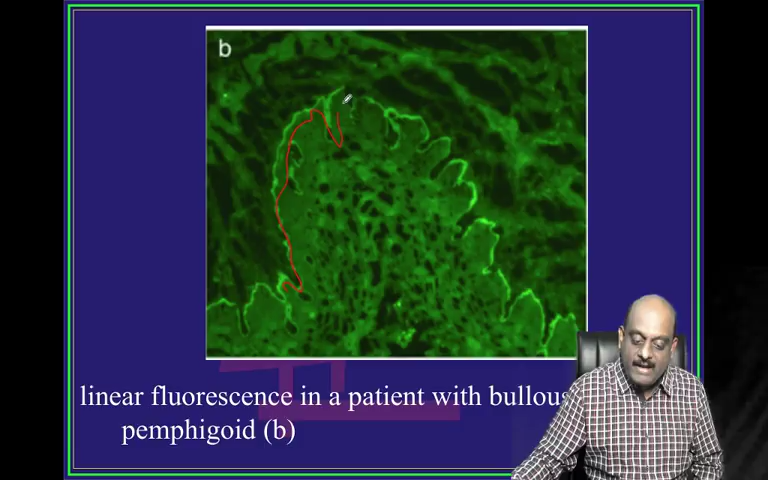 b
linear fluorescence in a patient with bullous
pemphigoid (b)